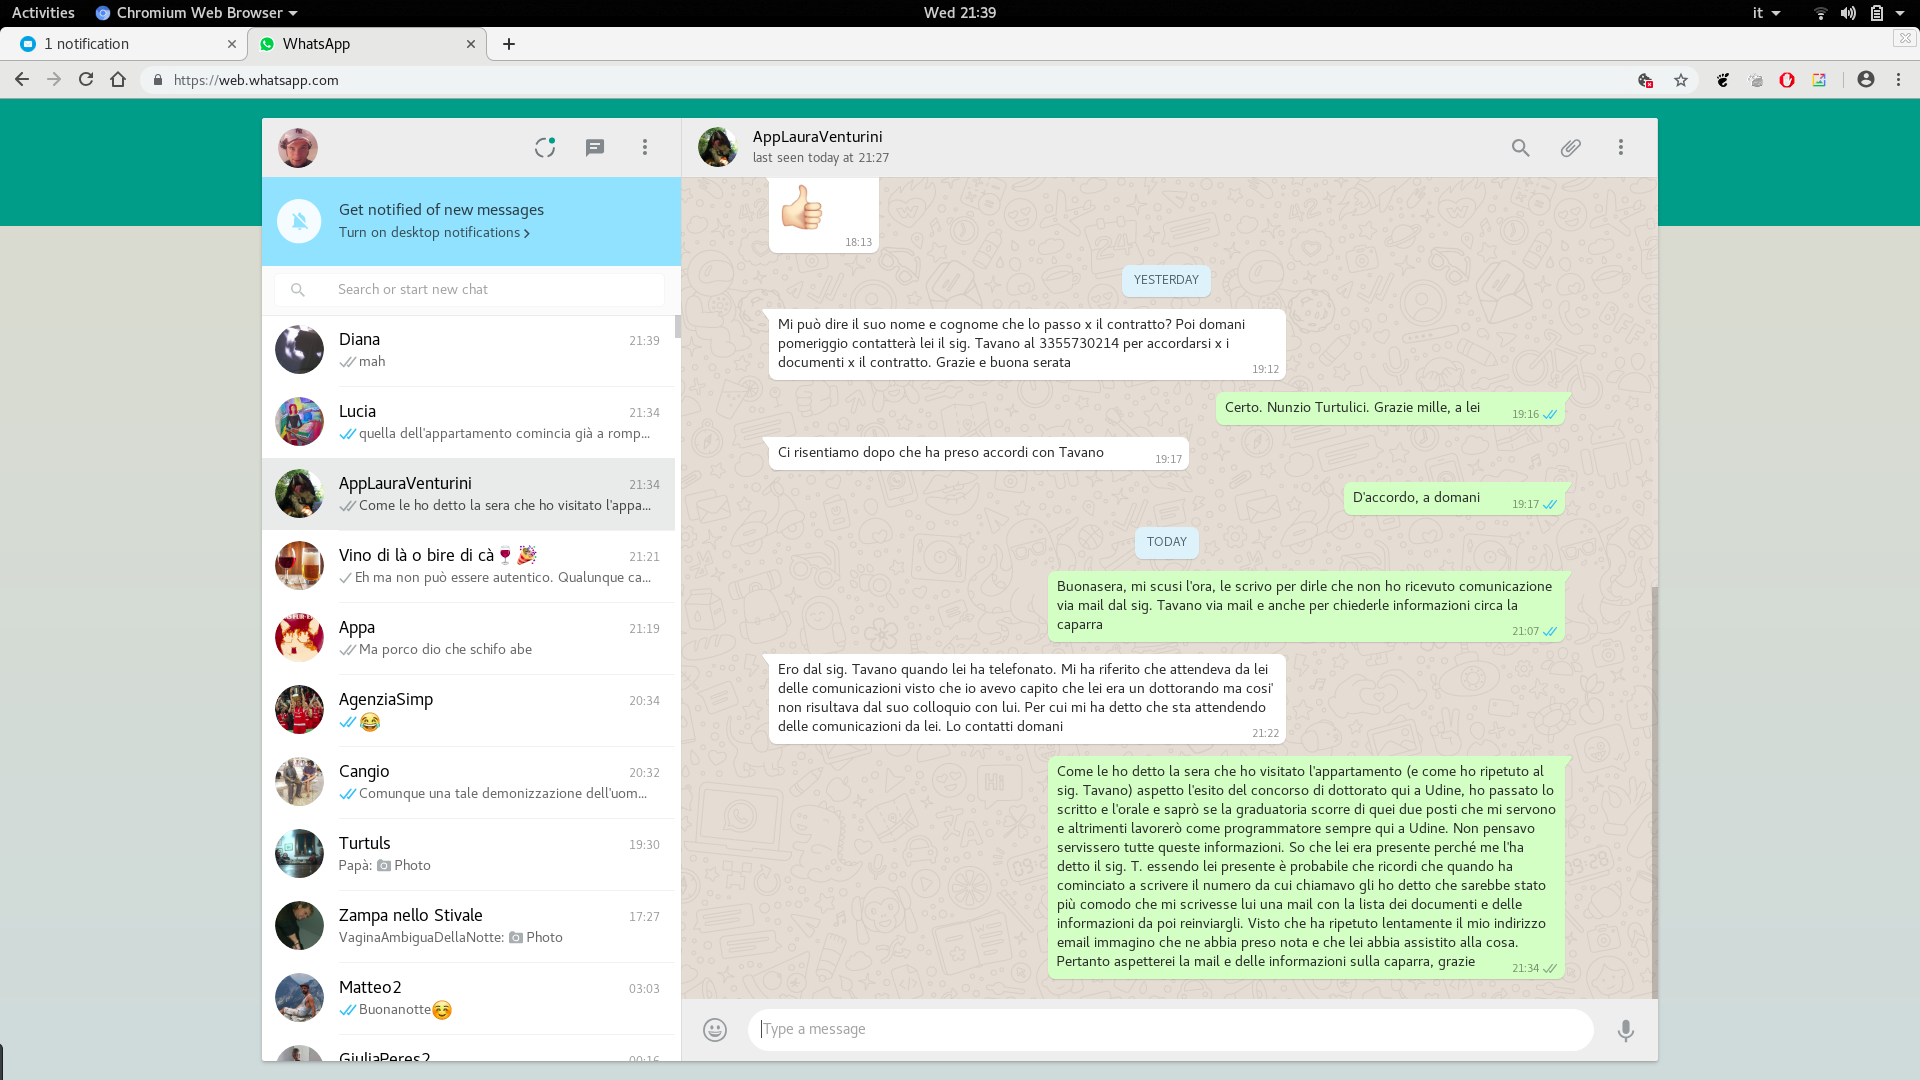 Activities
Chromium Web Browser
Wed 21:39
it
1 notification
WhatsApp
https://web.whatsapp.com
Get notified of new messages
Turn on desktop notifications >
Search or start new chat
Diana 21:39
mah
Lucia 21:34
quella dell'appartamento comincia già a romp...
AppLauraVenturini 21:34
Come le ho detto la sera che ho visitato l'appa...
Vino di là o bire di cà🍷🎉 21:21
Eh ma non può essere autentico. Qualunque ca...
Appa 21:19
Ma porco dio che schifo abe
AgenziaSimp 20:34
😂
Cangio 20:32
Comunque una tale demonizzazione dell'uom...
Turtuls 19:30
Papà: Photo
Zampa nello Stivale 17:27
VaginaAmbiguaDellaNotte: Photo
Matteo2 03:03
Buonanotte☺️
GiuliaPeres2 00:16
AppLauraVenturini
last seen today at 21:27
👍🏻
18:13
YESTERDAY
Mi può dire il suo nome e cognome che lo passo x il contratto? Poi domani
pomeriggio contatterà lei il sig. Tavano al 3355730214 per accordarsi x i
documenti x il contratto. Grazie e buona serata
19:12
Certo. Nunzio Turtulici. Grazie mille, a lei 19:16
Ci risentiamo dopo che ha preso accordi con Tavano 19:17
D'accordo, a domani 19:17
TODAY
Buonasera, mi scusi l'ora, le scrivo per dirle che non ho ricevuto comunicazione
via mail dal sig. Tavano via mail e anche per chiederle informazioni circa la
caparra
21:07
Ero dal sig. Tavano quando lei ha telefonato. Mi ha riferito che attendeva da lei
delle comunicazioni visto che io avevo capito che lei era un dottorando ma cosi'
non risultava dal suo colloquio con lui. Per cui mi ha detto che sta attendendo
delle comunicazioni da lei. Lo contatti domani
21:22
Come le ho detto la sera che ho visitato l'appartamento (e come ho ripetuto al
sig. Tavano) aspetto l'esito del concorso di dottorato qui a Udine, ho passato lo
scritto e l'orale e saprò se la graduatoria scorre di quei due posti che mi servono
e altrimenti lavorerò come programmatore sempre qui a Udine. Non pensavo
servissero tutte queste informazioni. So che lei era presente perché me l'ha
detto il sig. T. essendo lei presente è probabile che ricordi che quando ha
cominciato a scrivere il numero da cui chiamavo gli ho detto che sarebbe stato
più comodo che mi scrivesse lui una mail con la lista dei documenti e delle
informazioni da poi reinviargli. Visto che ha ripetuto lentamente il mio indirizzo
email immagino che ne abbia preso nota e che lei abbia assistito alla cosa.
Pertanto aspetterei la mail e delle informazioni sulla caparra, grazie
21:34
Type a message